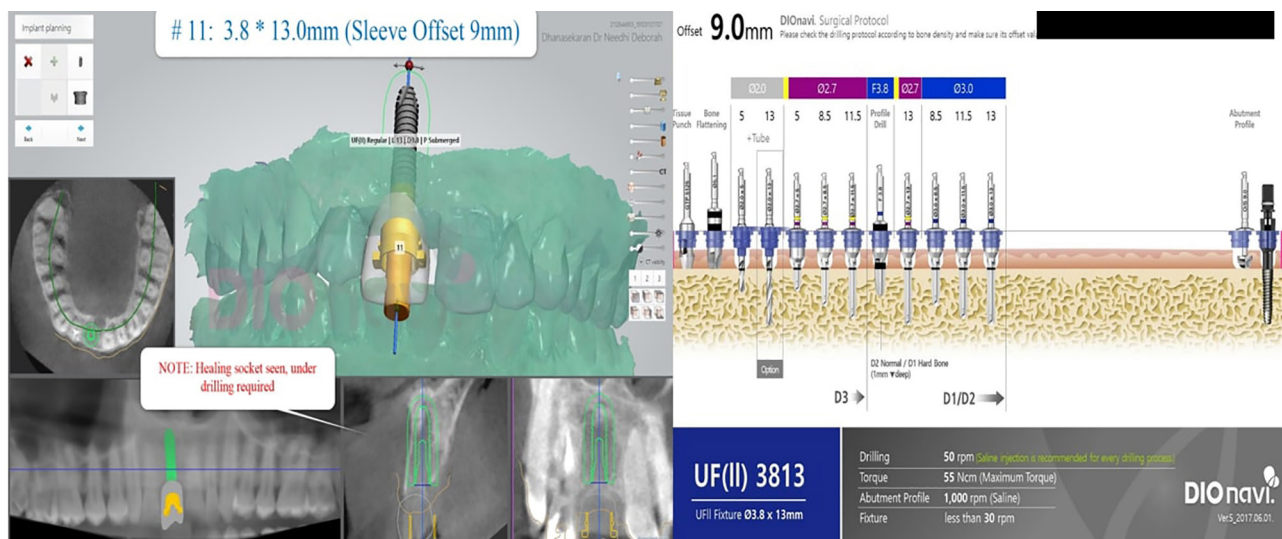 Implant planning
Back
Next
# 11: 3.8 * 13.0mm (Sleeve Offset 9mm)
Dhanasekaran Dr Needhi Deborah
UF(II) Regular | L 13 | D3.8 | P Submerged
11
CT
CT visibility
1 2 3
DIO navi
NOTE: Healing socket seen, under
drilling required
Offset 9.0mm
DIOnavi. Surgical Protocol
Please check the drilling protocol according to bone density and make sure its offset val
Ø2.0 Ø2.7 F3.8 Ø2.7 Ø3.0
Tissue
Punch
Bone
Flattening
5 13 5 8.5 11.5
Profile
Drill
13 8.5 11.5 13
Abutment
Profile
+Tube
Option
D2 Normal / D1 Hard Bone
(1mm ▼deep)
D3
D1/D2
UF(II) 3813
UFII Fixture Ø3.8 x 13mm
Drilling 50 rpm (Saline injection is recommended for every drilling process.)
Torque 55 Ncm (Maximum Torque)
Abutment Profile 1,000 rpm (Saline)
Fixture less than 30 rpm
DIOnavi.
Ver.5_2017.06.01.